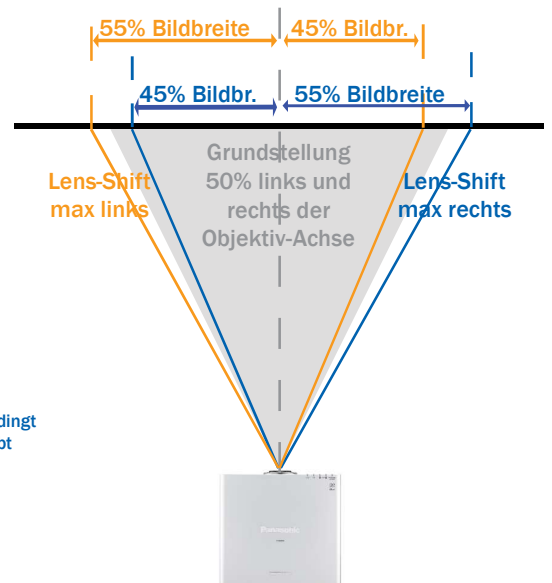 55% Bildbreite 45% Bildbr.
45% Bildbr. 55% Bildbreite
Grundstellung
50% links und
rechts der
Objektiv-Achse
Lens-Shift
max links
Lens-Shift
max rechts
dingt
ot
Panasonic